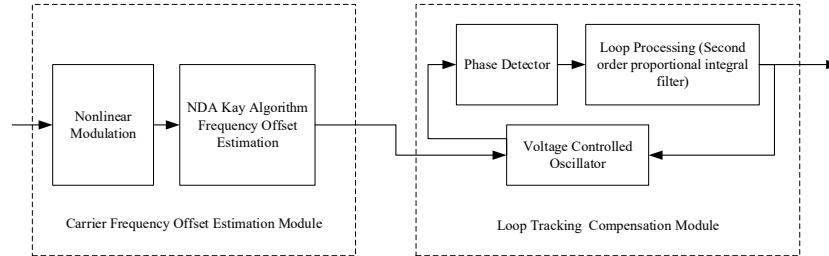 Nonlinear
Modulation
NDA Kay Algorithm
Frequency Offset
Estimation
Carrier Frequency Offset Estimation Module
Phase Detector
Loop Processing (Second
order proportional integral
filter)
Voltage Controlled
Oscillator
Loop Tracking Compensation Module